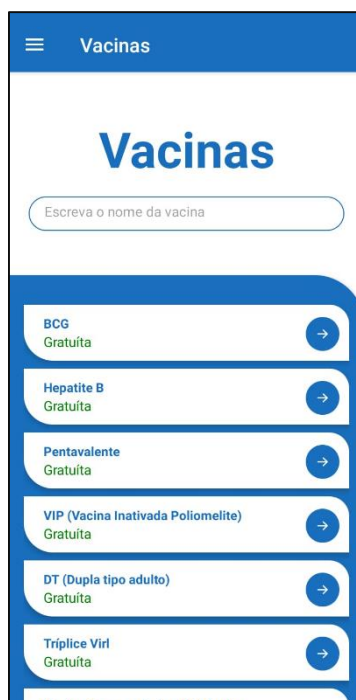 Vacinas
Vacinas
Escreva o nome da vacina
BCG
Gratuíta
Hepatite B
Gratuíta
Pentavalente
Gratuíta
VIP (Vacina Inativada Poliomelite)
Gratuíta
DT (Dupla tipo adulto)
Gratuíta
Tríplice Virl
Gratuíta